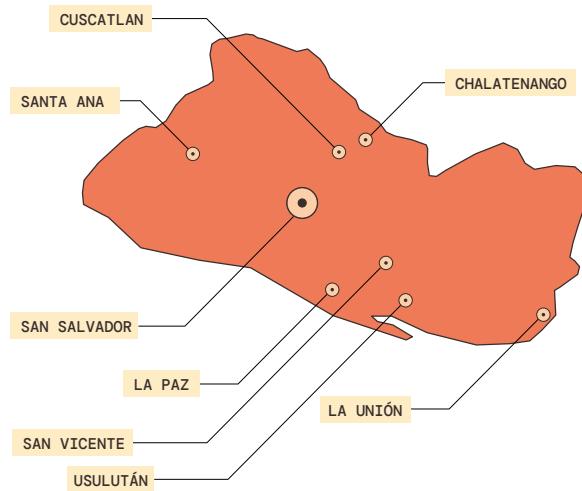 CUSCATLAN
CHALATENANGO
SANTA ANA
SAN SALVADOR
LA PAZ
LA UNIÓN
SAN VICENTE
USULUTÁN